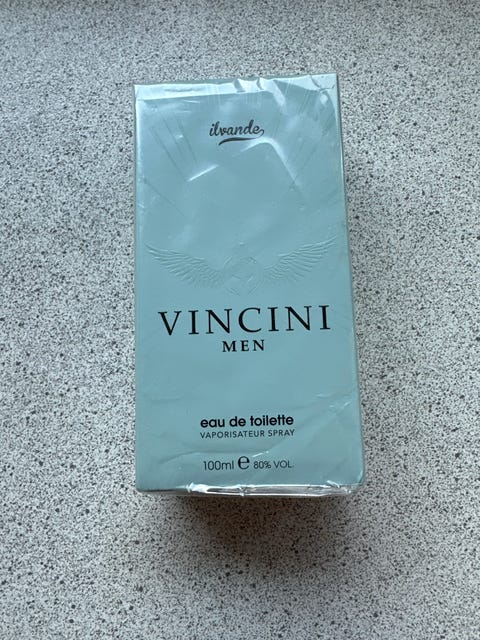 ilvande
VINCINI
MEN
eau de toilette
VAPORISATEUR SPRAY
100ml ℮ 80% VOL.